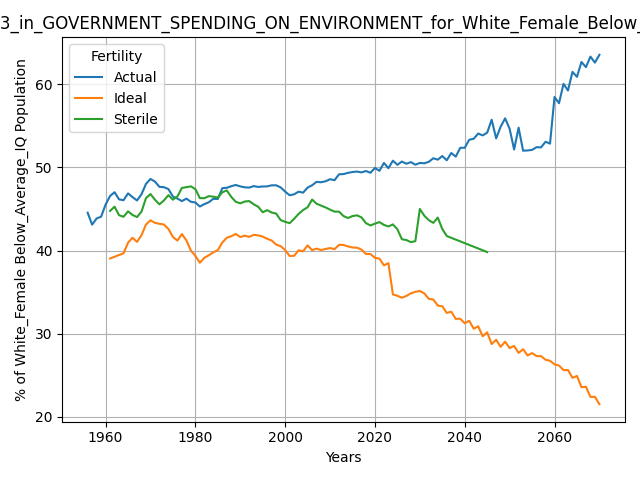 3_in_GOVERNMENT_SPENDING_ON_ENVIRONMENT_for_White_Female_Below_
Fertility
Actual
Ideal
Sterile
% of White_Female Below_Average_IQ Population
60
50
40
30
20
1960 1980 2000 2020 2040 2060
Years